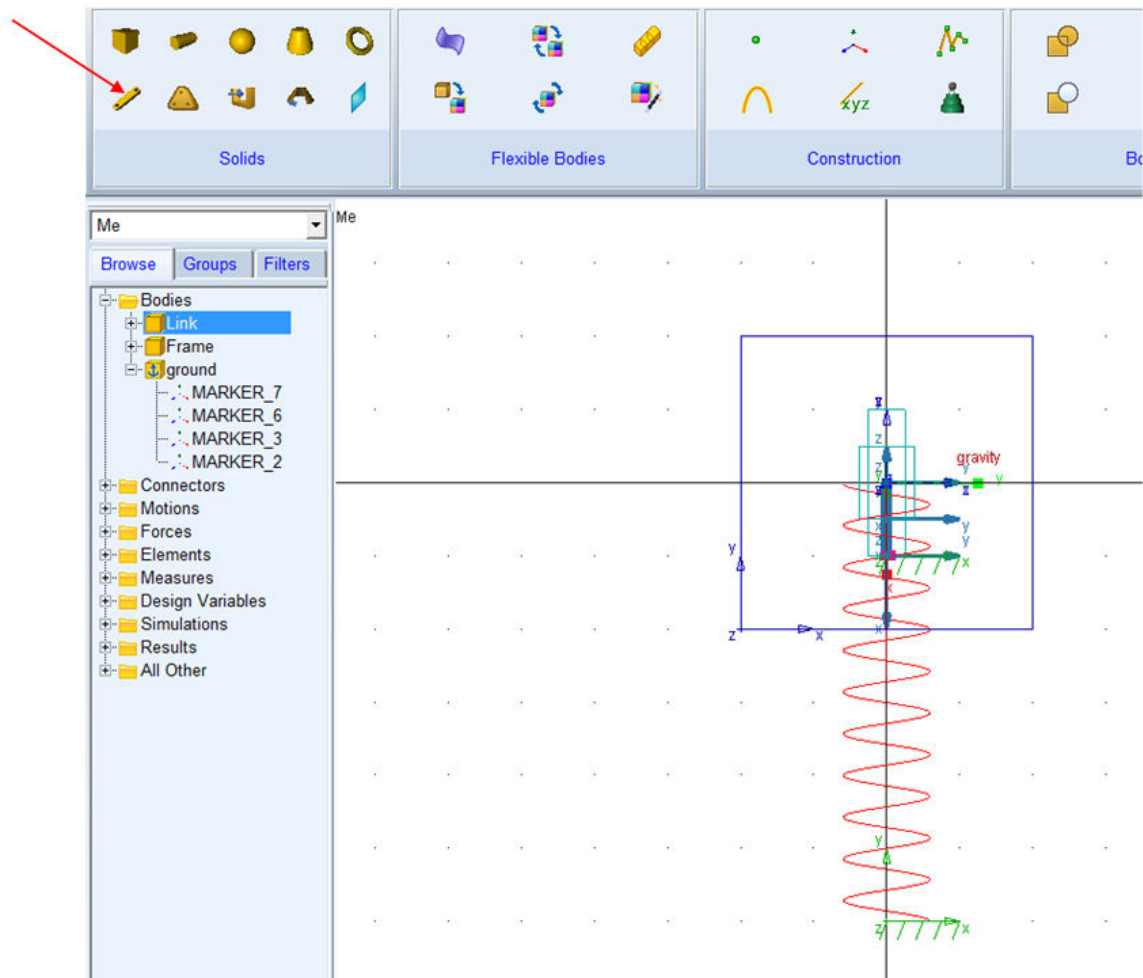 xyz
Solids
Flexible Bodies
Construction
Me
Me
Browse Groups Filters
Bodies
Link
Frame
ground
MARKER_7
MARKER_6
MARKER_3
MARKER_2
Connectors
Motions
Forces
Elements
Measures
Design Variables
Simulations
Results
All Other
z
gravity
y
y
z
y
y
x
y
x
x
z
x
x
y
z
x